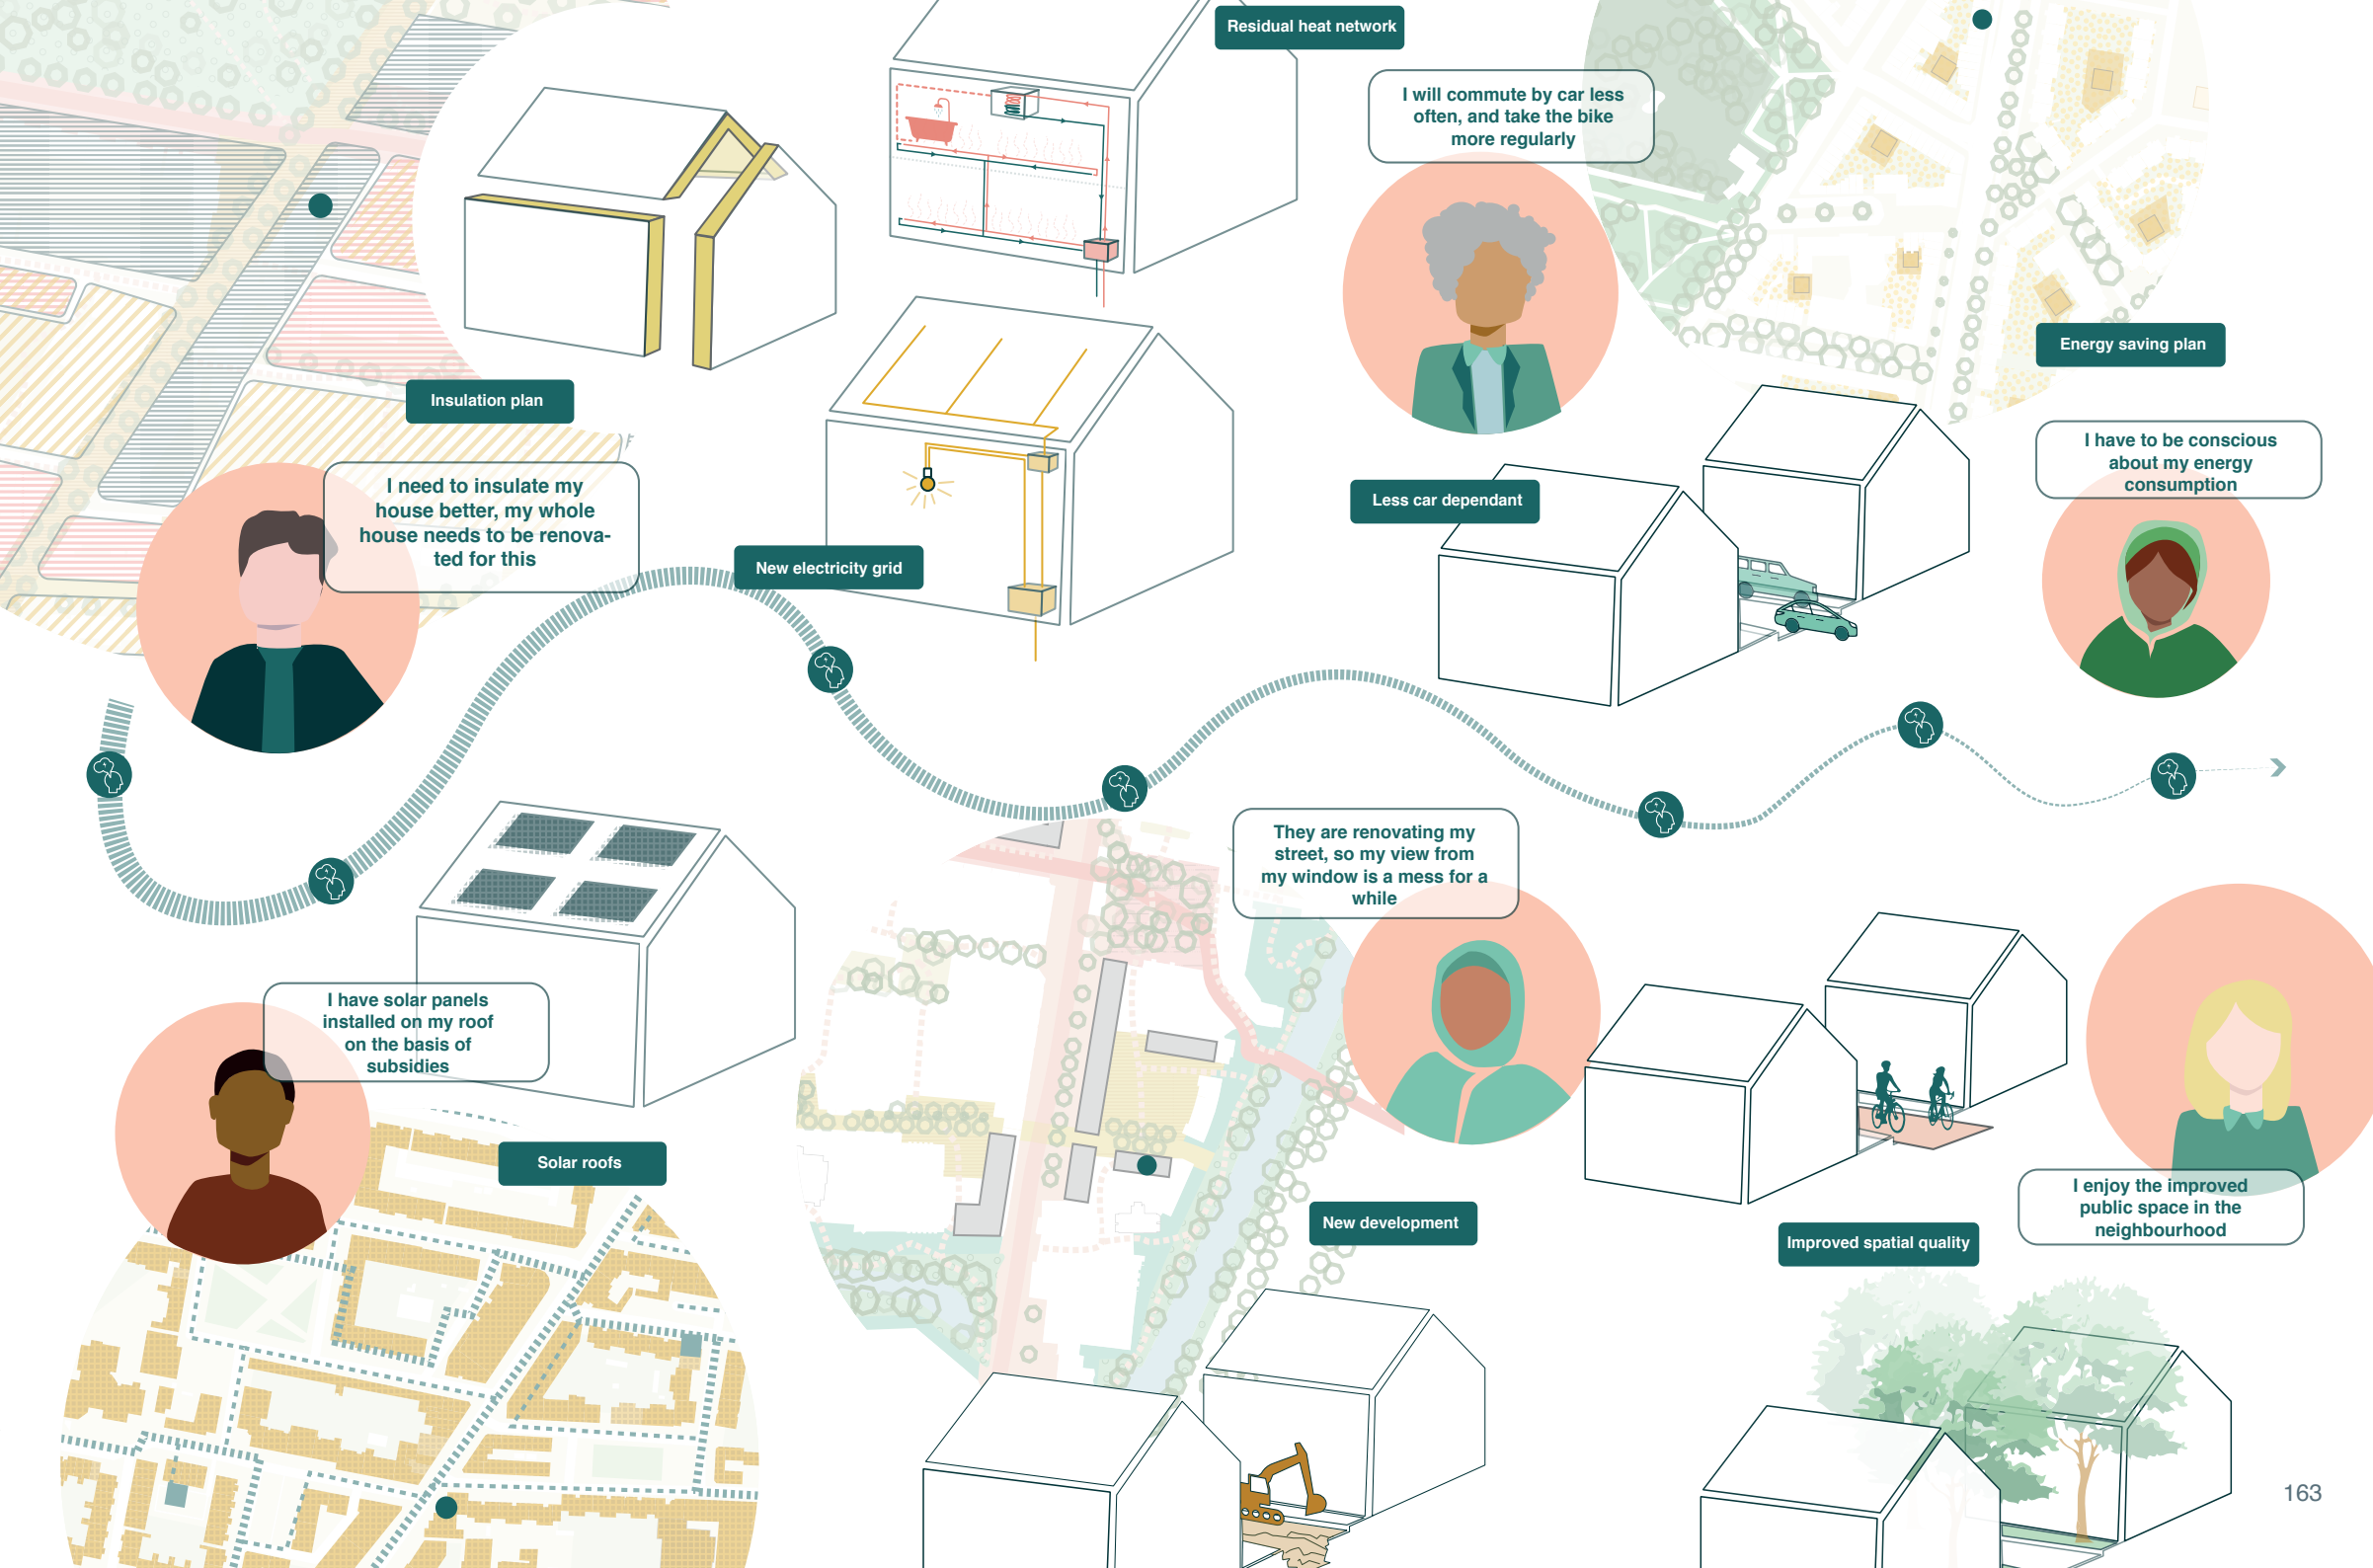 Residual heat network
I will commute by car less
often, and take the bike
more regularly
Energy saving plan
Insulation plan
I have to be conscious
about my energy
consumption
I need to insulate my
house better, my whole
house needs to be renova-
ted for this
Less car dependant
New electricity grid
They are renovating my
street, so my view from
my window is a mess for a
while
I have solar panels
installed on my roof
on the basis of
subsidies
Solar roofs
New development
I enjoy the improved
public space in the
neighbourhood
Improved spatial quality
163